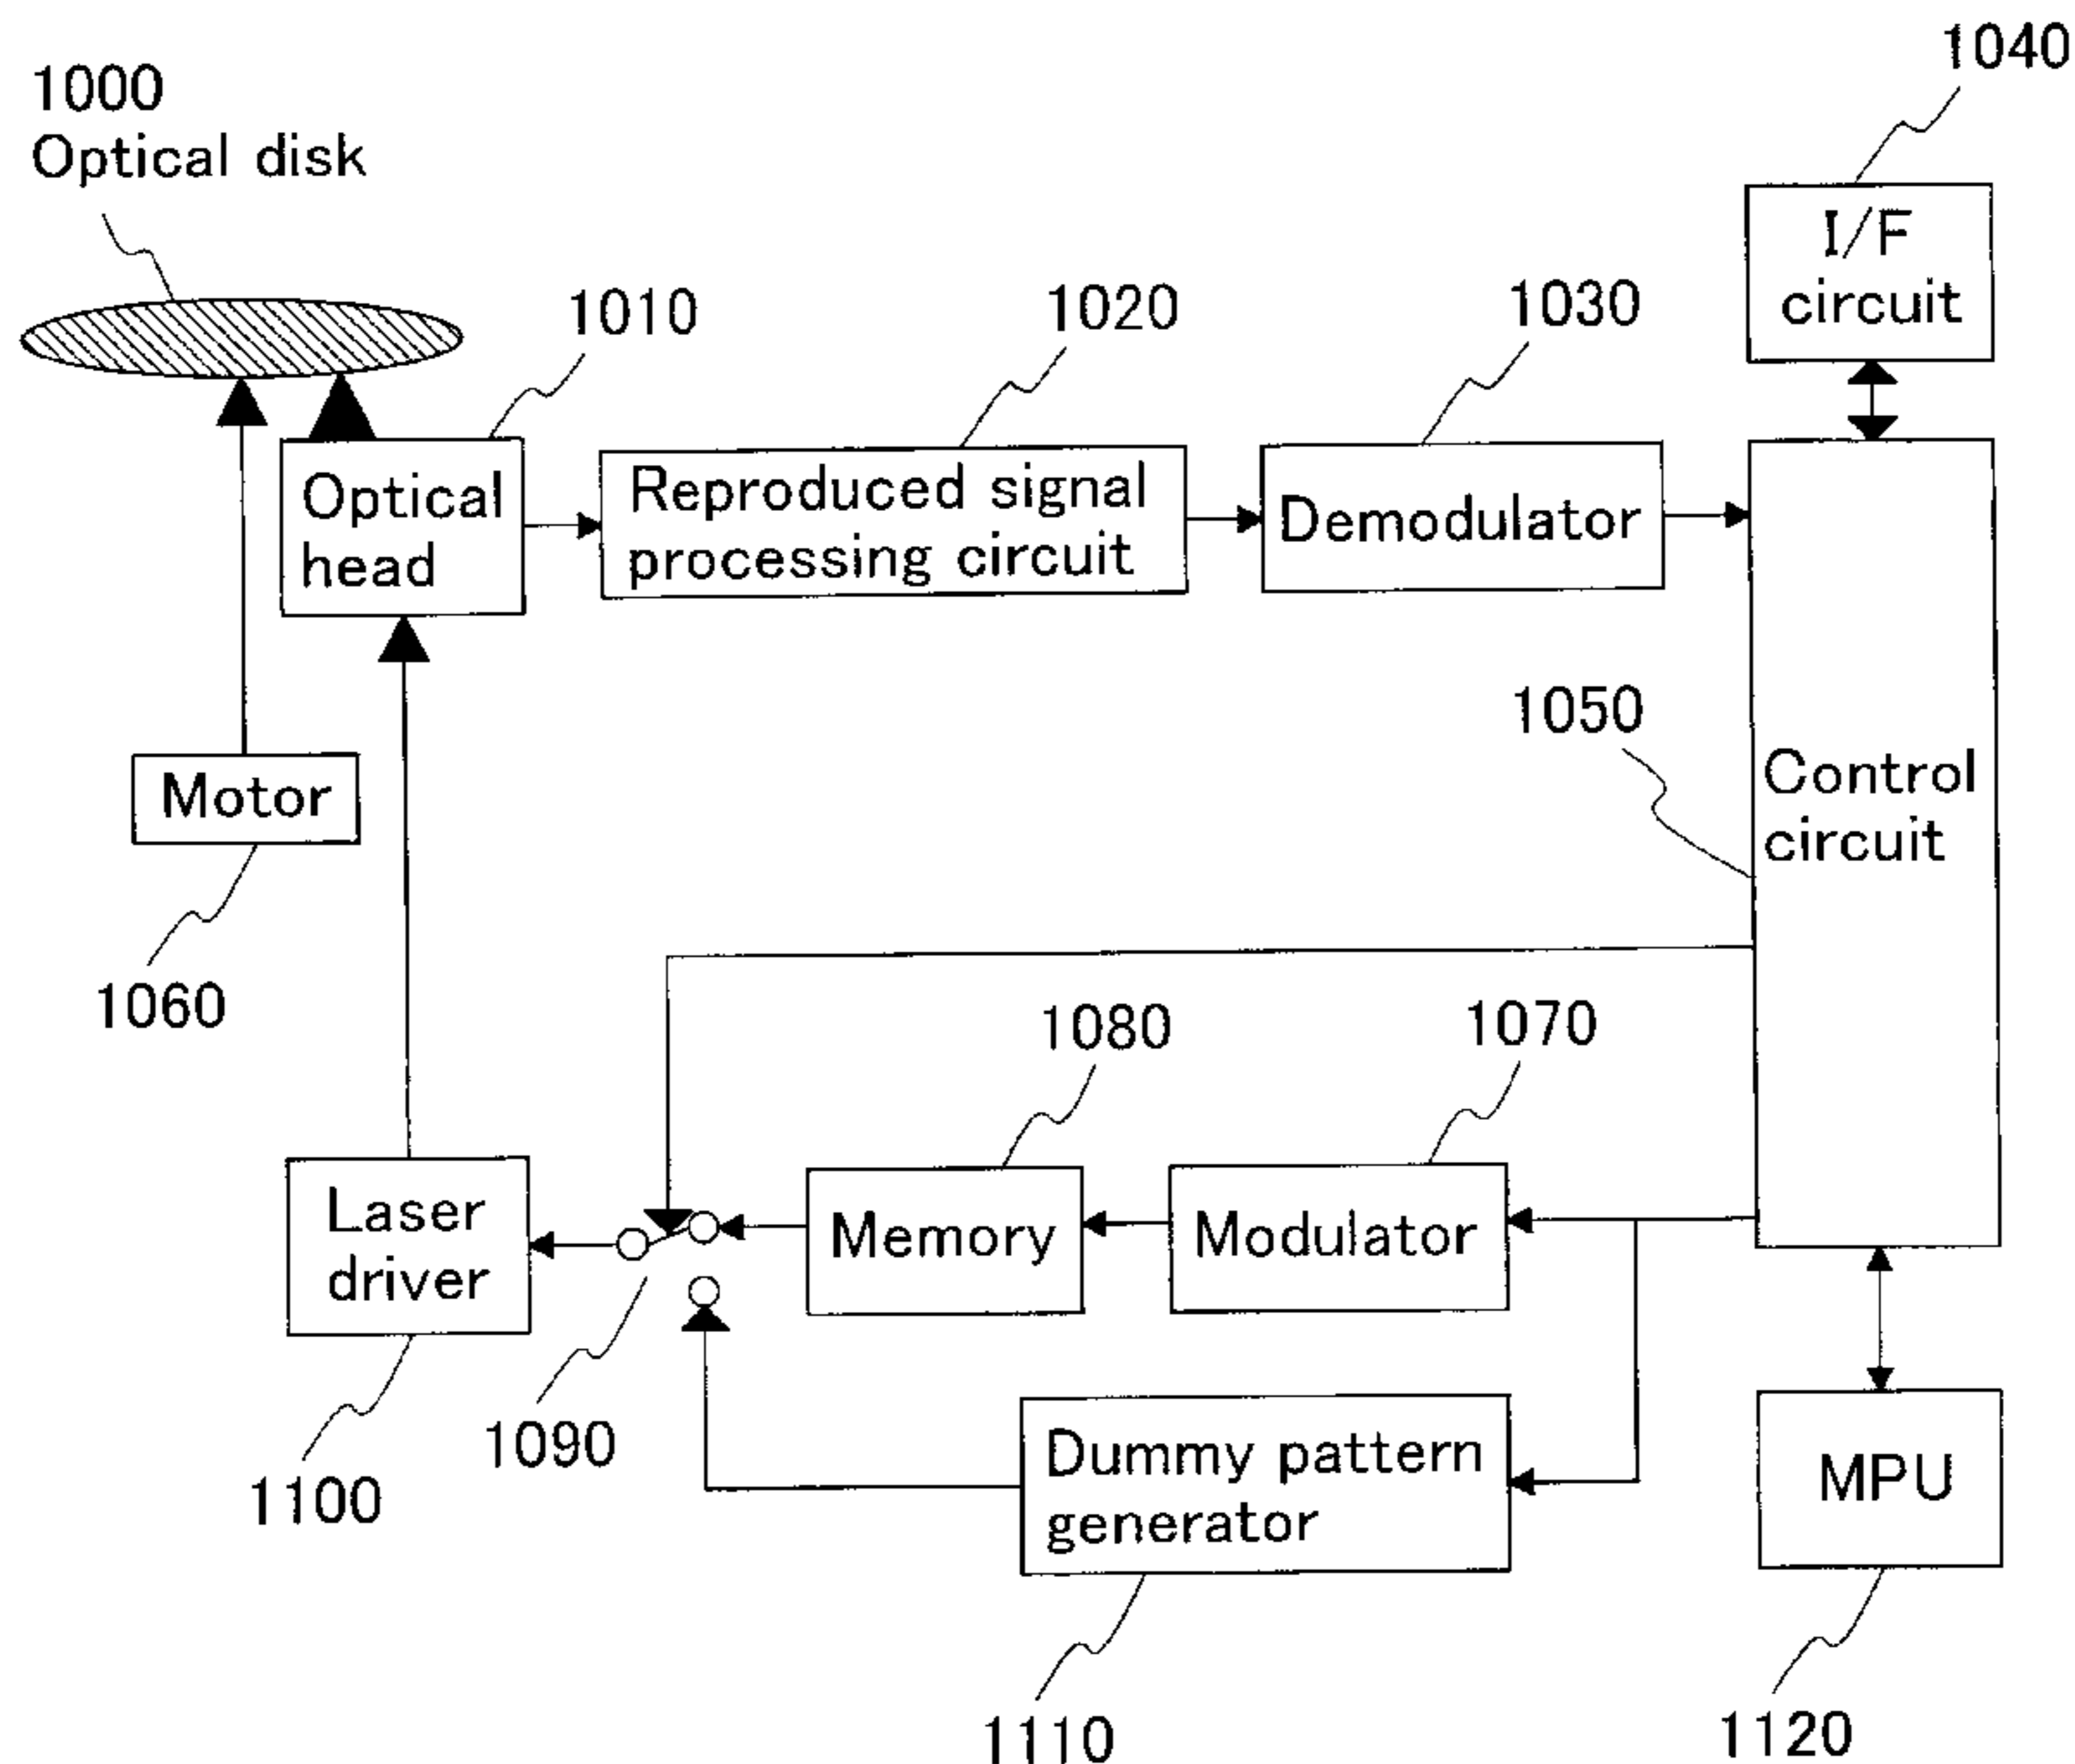 1040
1000
Optical disk
I/F
circuit
1010
1020
1030
Optical
head
Reproduced signal
processing circuit
Demodulator
1050
Control
circuit
Motor
1060
1080
1070
Laser
driver
Memory
Modulator
1090
Dummy pattern
generator
MPU
1100
1110
1120